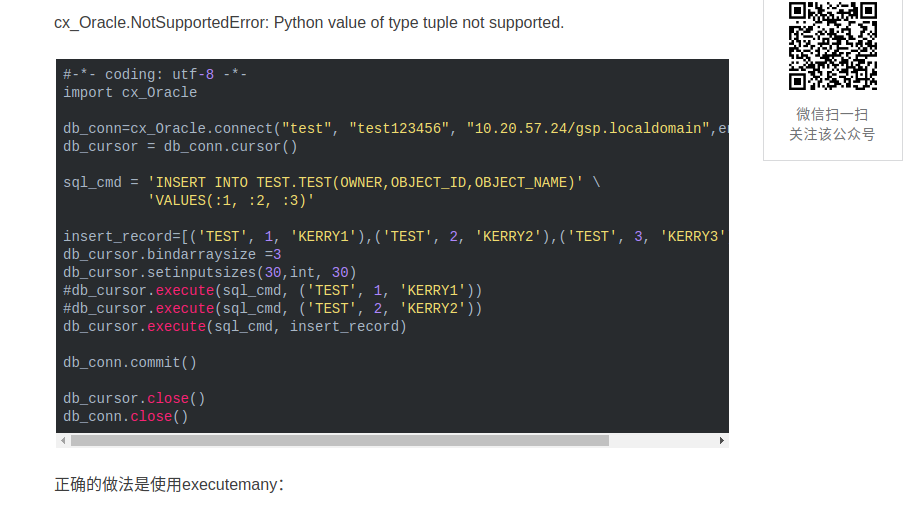 cx_Oracle.NotSupportedError: Python value of type tuple not supported.
#-*- coding: utf-8 -*-
import cx_Oracle
db_conn=cx_Oracle.connect("test", "test123456", "10.20.57.24/gsp.localdomain",
db_cursor = db_conn.cursor()
sql_cmd = 'INSERT INTO TEST.TEST(OWNER,OBJECT_ID,OBJECT_NAME)' \
'VALUES(:1, :2, :3)'
insert_record=[('TEST', 1, 'KERRY1'),('TEST', 2, 'KERRY2'),('TEST', 3, 'KERRY3'
db_cursor.bindarraysize =3
db_cursor.setinputsizes(30,int, 30)
#db_cursor.execute(sql_cmd, ('TEST', 1, 'KERRY1'))
#db_cursor.execute(sql_cmd, ('TEST', 2, 'KERRY2'))
db_cursor.execute(sql_cmd, insert_record)
db_conn.commit()
db_cursor.close()
db_conn.close()
正确的做法是使用executemany：
微信扫一扫
关注该公众号